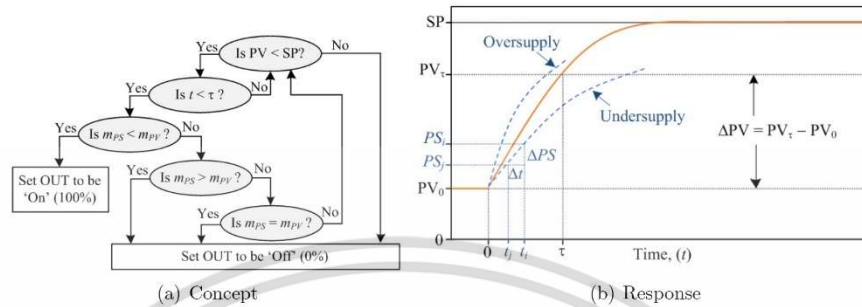 Is PV < SP?
Yes
No
Is t < τ ?
Yes
No
Is m_PS < m_PV ?
Yes
No
Set OUT to be
'On' (100%)
Is m_PS > m_PV ?
Yes
No
Is m_PS = m_PV ?
Yes
No
Set OUT to be 'Off' (0%)
(a) Concept
SP
PV_τ
PS_i
PS_j
PV_0
0
Oversupply
Undersupply
ΔPS
Δt
ΔPV = PV_τ − PV_0
0
t_j
t_i
τ
Time, (t)
(b) Response